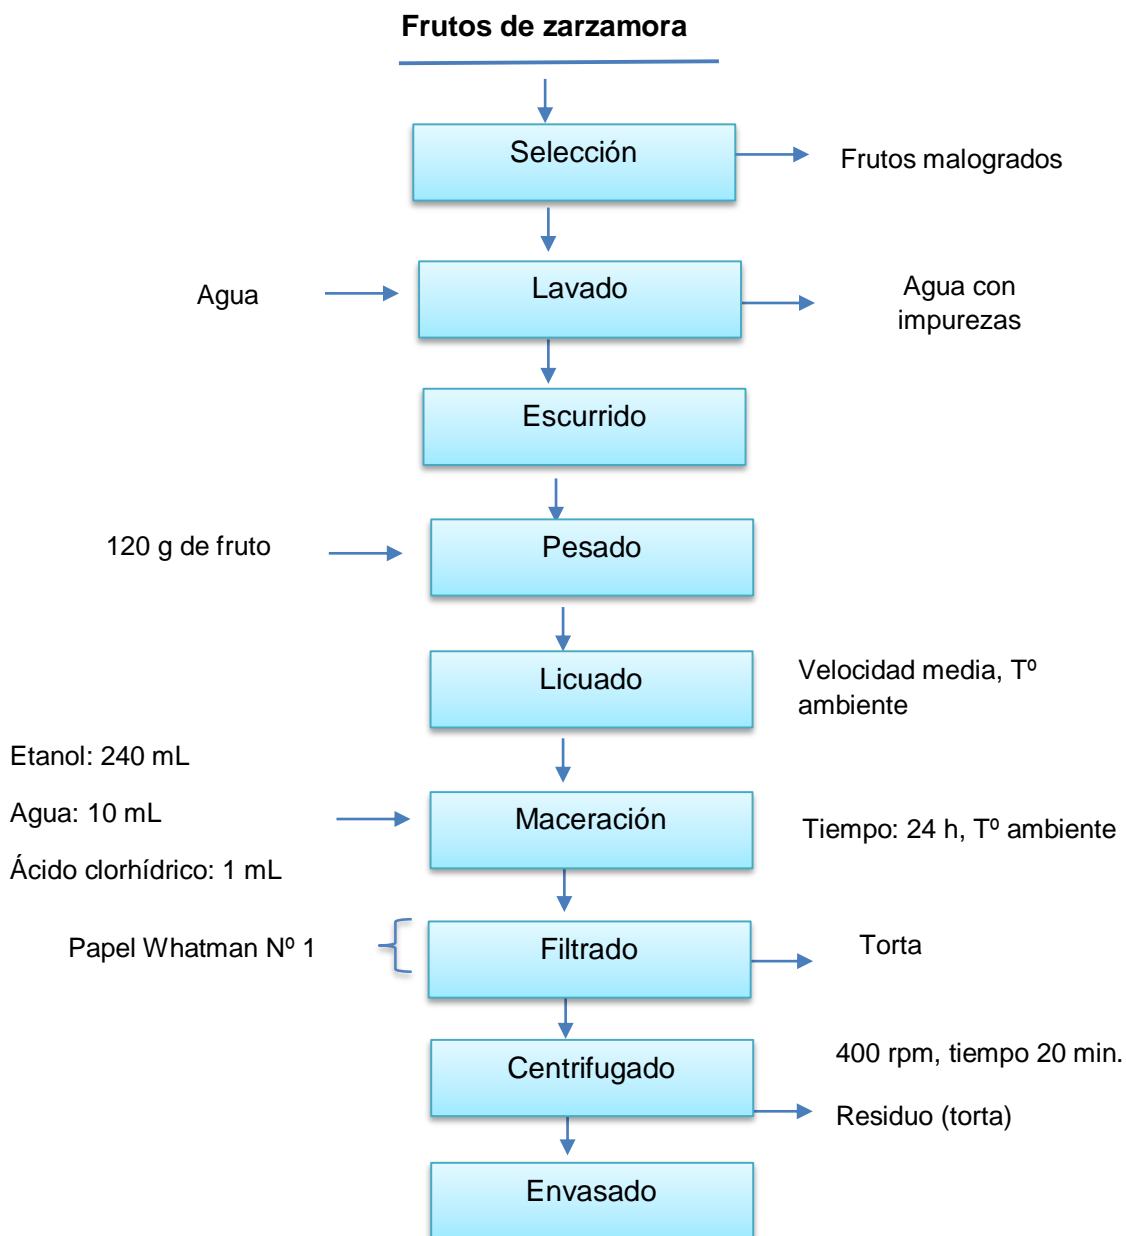 Frutos de zarzamora
Selección
Frutos malogrados
Agua
Lavado
Agua con
impurezas
Escurrido
120 g de fruto
Pesado
Licuado
Velocidad media, Tº
ambiente
Etanol: 240 mL
Agua: 10 mL
Ácido clorhídrico: 1 mL
Maceración
Tiempo: 24 h, Tº ambiente
Papel Whatman Nº 1
Filtrado
Torta
Centrifugado
400 rpm, tiempo 20 min.
Residuo (torta)
Envasado